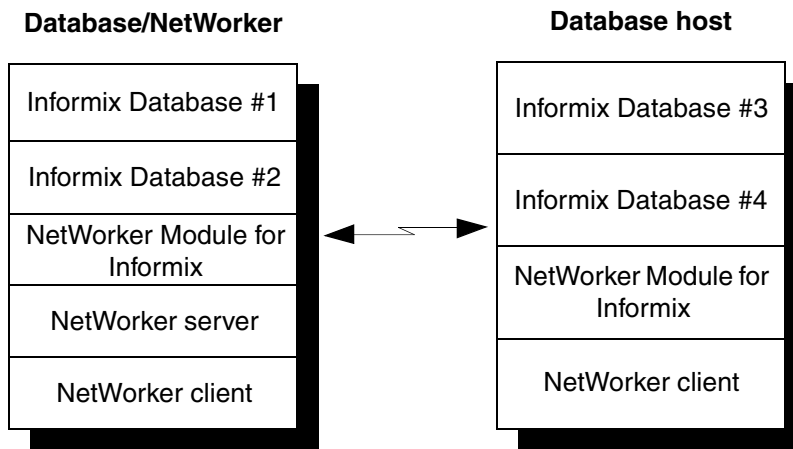 Database/NetWorker
Informix Database #1
Informix Database #2
NetWorker Module for
Informix
NetWorker server
NetWorker client
Database host
Informix Database #3
Informix Database #4
NetWorker Module for
Informix
NetWorker client